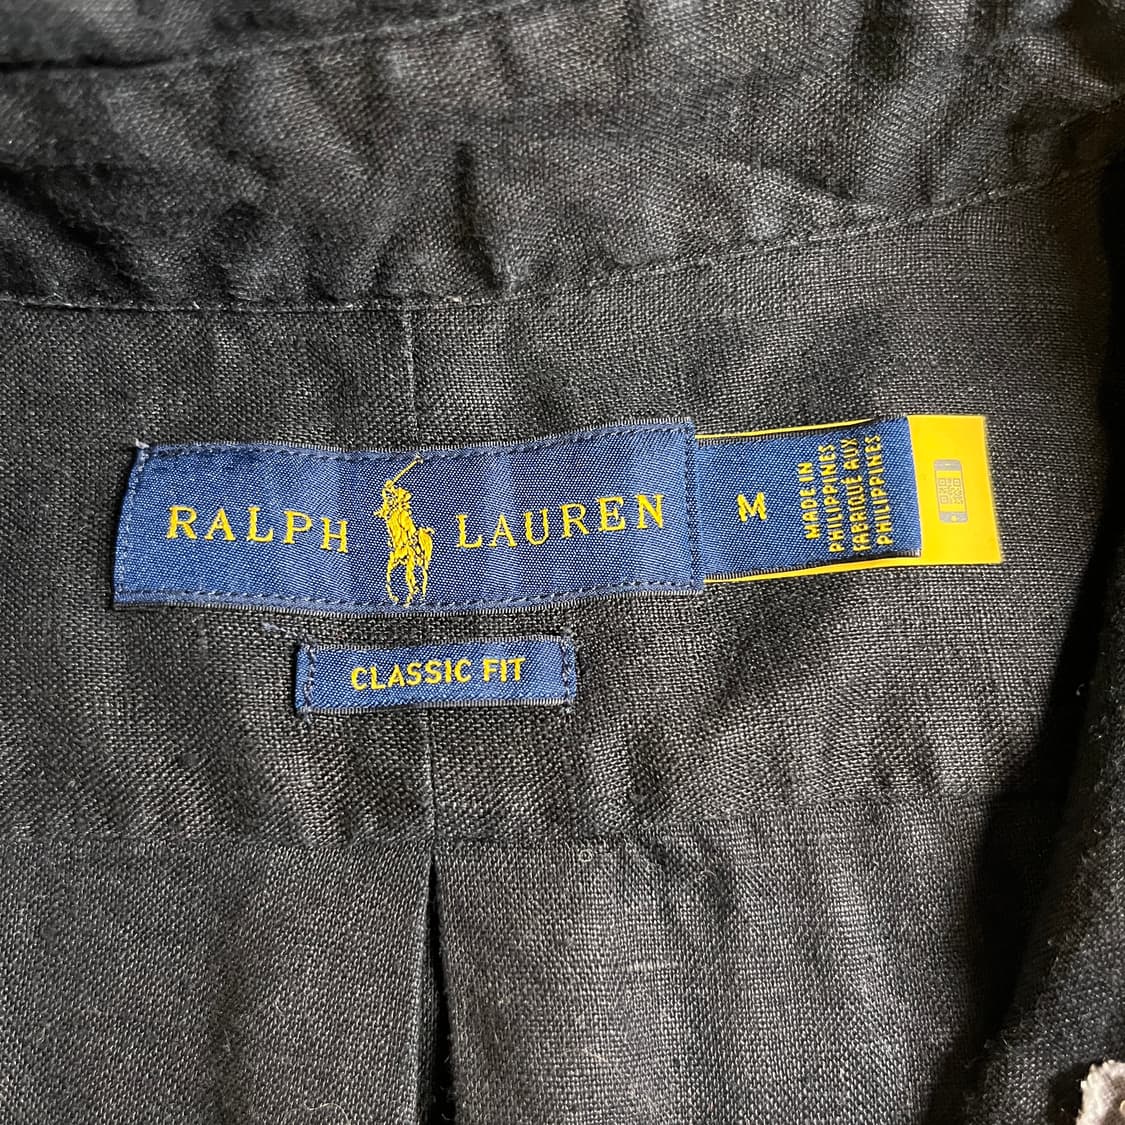 RALPH LAUREN
M
MADE IN
PHILIPPINES
FABRIQUÉ AUX
PHILIPPINES
CLASSIC FIT